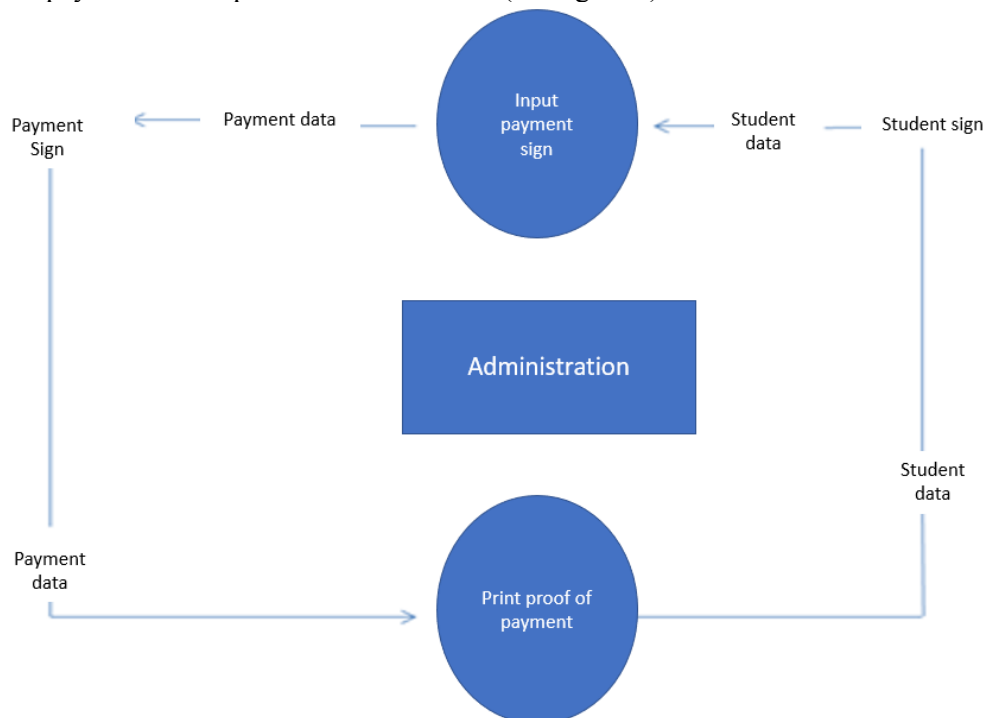 Input
payment
sign
Payment data
Payment
Sign
Student
data
Student sign
Administration
Student
data
Payment
data
Print proof of
payment